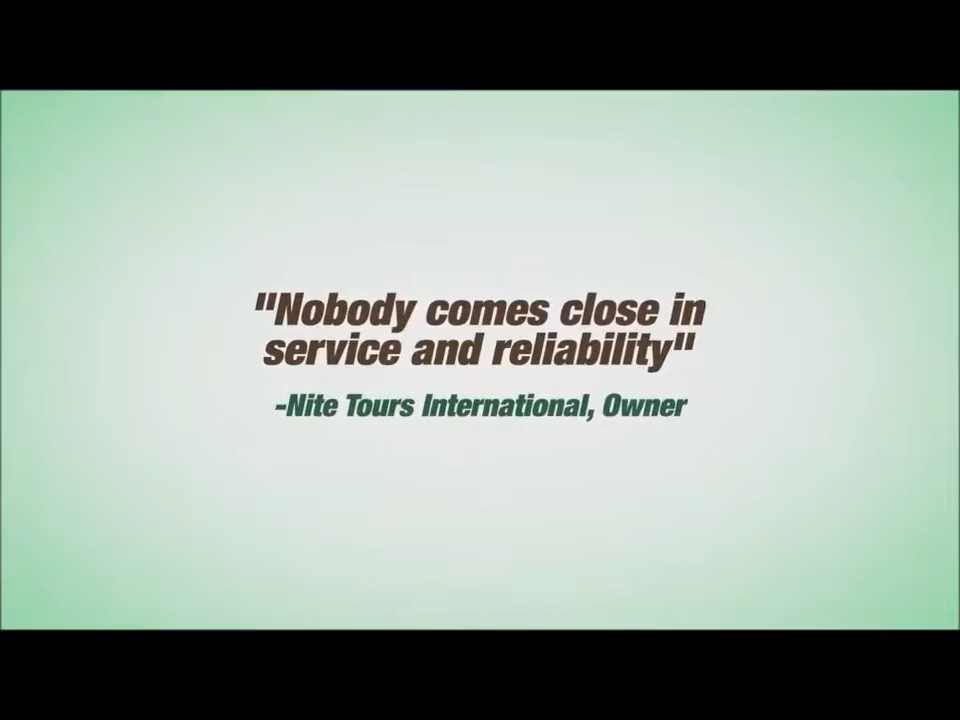 "Nobody comes close in
service and reliability"
-Nite Tours International, Owner